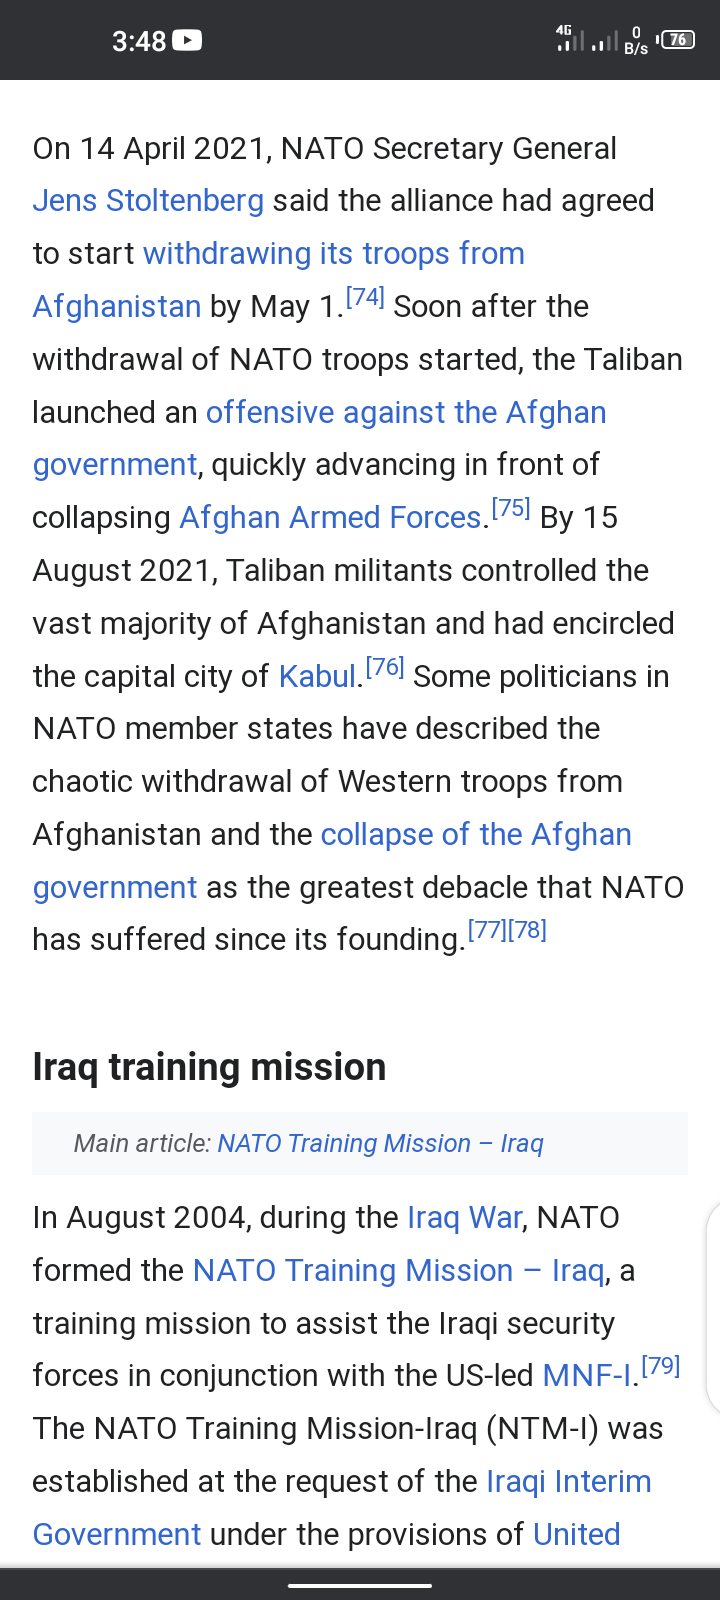 3:48
4G
0
B/s
76
On 14 April 2021, NATO Secretary General
Jens Stoltenberg said the alliance had agreed
to start withdrawing its troops from
Afghanistan by May 1.[74] Soon after the
withdrawal of NATO troops started, the Taliban
launched an offensive against the Afghan
government, quickly advancing in front of
collapsing Afghan Armed Forces.[75] By 15
August 2021, Taliban militants controlled the
vast majority of Afghanistan and had encircled
the capital city of Kabul.[76] Some politicians in
NATO member states have described the
chaotic withdrawal of Western troops from
Afghanistan and the collapse of the Afghan
government as the greatest debacle that NATO
has suffered since its founding.[77][78]
Iraq training mission
Main article: NATO Training Mission – Iraq
In August 2004, during the Iraq War, NATO
formed the NATO Training Mission – Iraq, a
training mission to assist the Iraqi security
forces in conjunction with the US-led MNF-I.[79]
The NATO Training Mission-Iraq (NTM-I) was
established at the request of the Iraqi Interim
Government under the provisions of United